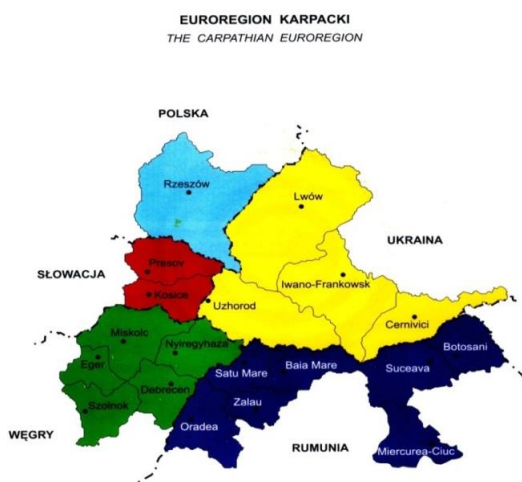 EUROREGION KARPACKI
THE CARPATHIAN EUROREGION
POLSKA
Rzeszów
Lwów
UKRAINA
Presov
SŁOWACJA
Iwano-Frankowsk
Kosice
Uzhorod
Cernivici
Miskolc
Botosani
Nyiregyhaza
Eger
Baia Mare
Suceava
Satu Mare
Debrecen
Zalau
Szolnok
Oradea
WĘGRY
RUMUNIA
Miercurea-Ciuc